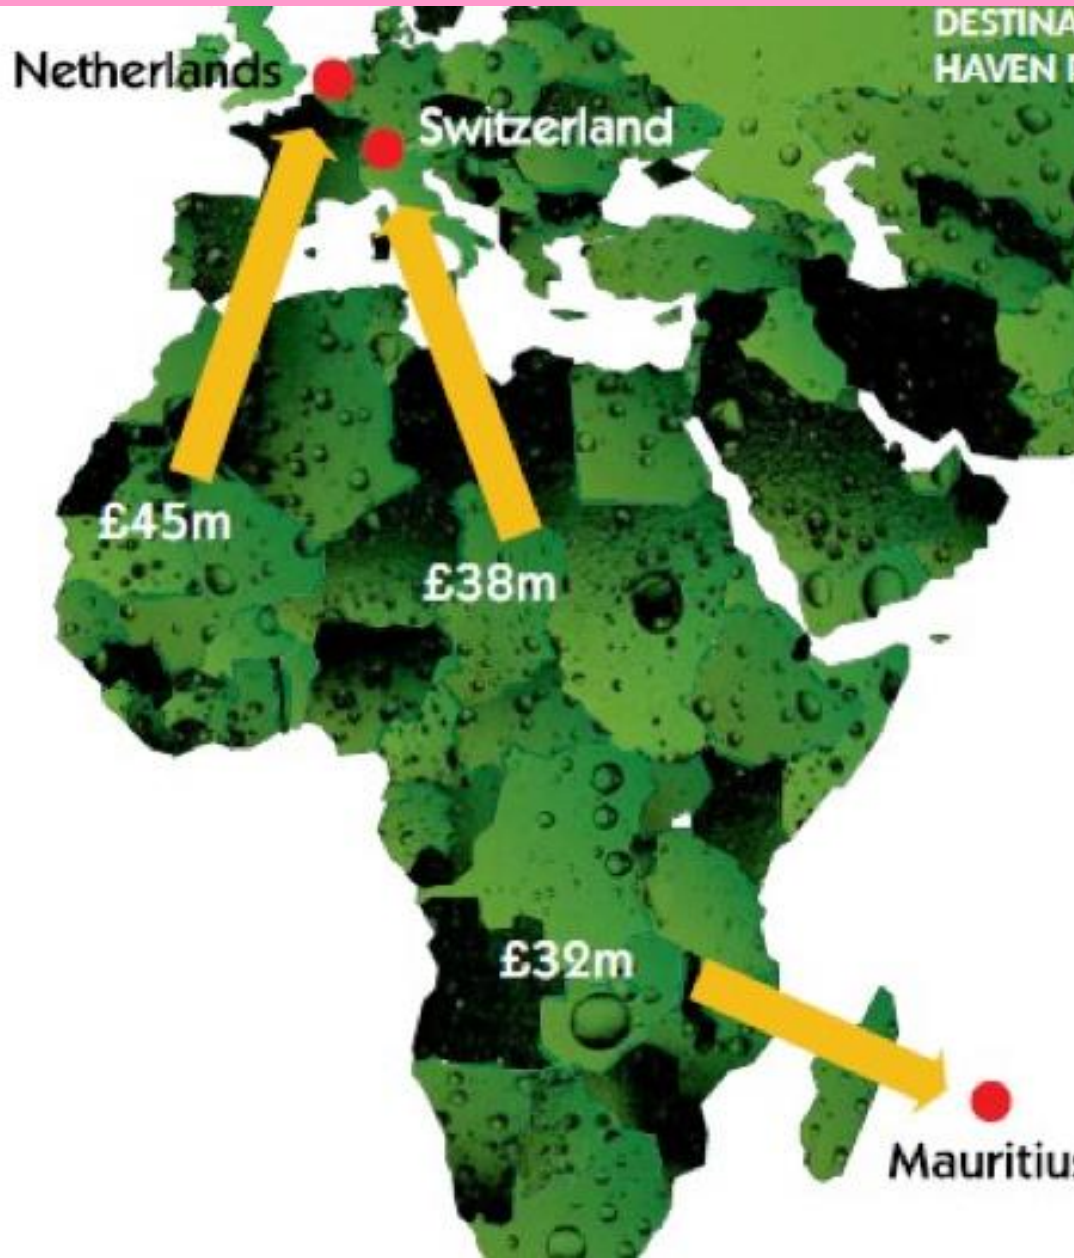 DESTINA
HAVEN
Netherlands
Switzerland
£45m
£38m
£32m
Mauritius